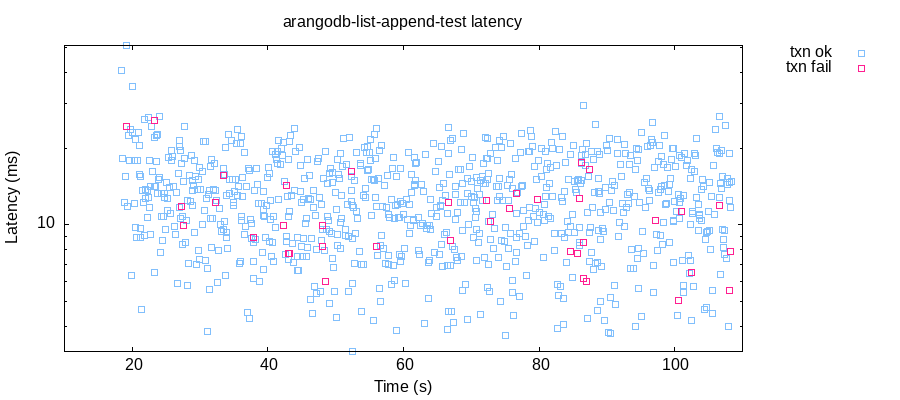 arangodb-list-append-test latency
txn ok
txn fail
Latency (ms)
10
20
40
60
80
100
Time (s)